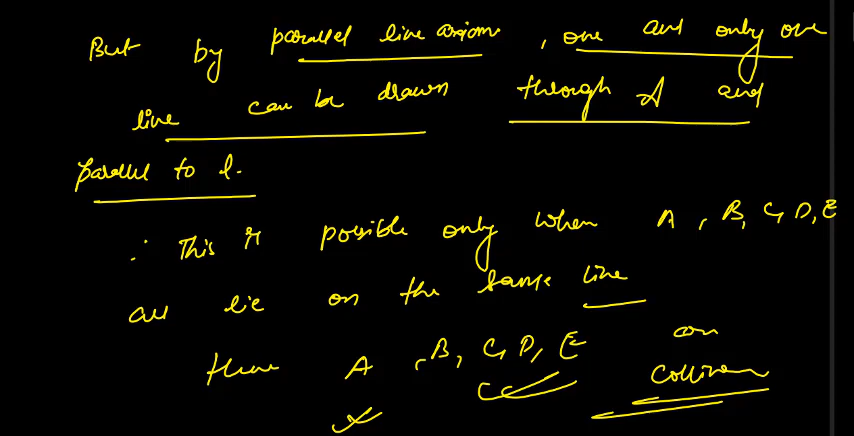 But by parallel line axiom, one and only one
line can be drawn through A and
parallel to l.
∴ This is possible only when A, B, C, D, E
all lie on the same line
A, B, C, D, E are
collinear